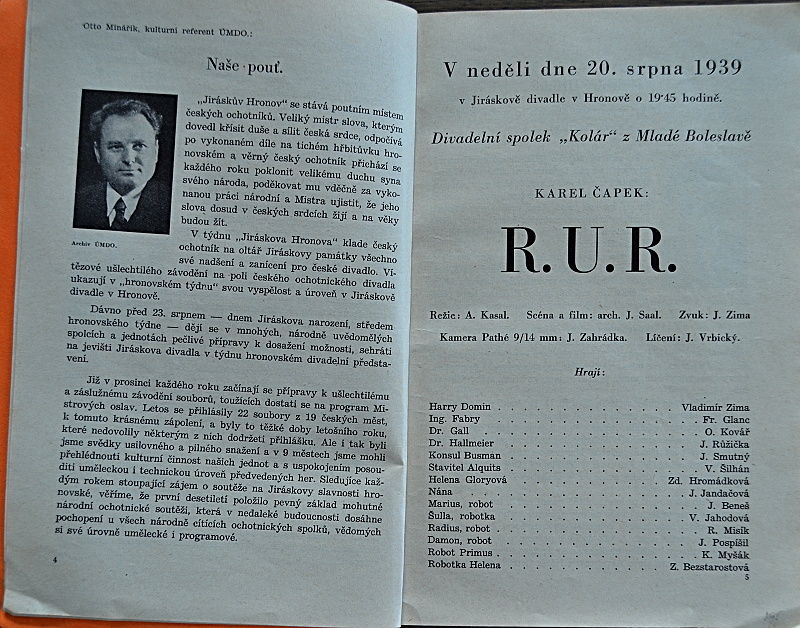 Otto Minářik, kulturní referent ÚMDO.:
Naše pouť.
„Jiráskův Hronov“ se stává poutním místem
českých ochotníků. Veliký mistr slova, kterým
dovedl křísit duše a sílit česká srdce, odpočívá
po vykonaném díle na tichém hřbitůvku hro-
novském a věrný český ochotník přichází se
každého roku poklonit velikému duchu syna
svého národa, poděkovat mu vděčně za vyko-
nanou práci národní a Mistra ujistit, že jeho
slova dosud v českých srdcích žijí a na věky
budou žít.
Archiv ÚMDO.
V týdnu „Jiráskova Hronova“ klade český
ochotník na oltář Jiráskovy památky všechno
své nadšení a zanícení pro české divadlo. Ví-
tězové ušlechtilého závodění na poli českého ochotnického divadla
ukazují v „hronovském týdnu“ svou vyspělost a úroveň v Jiráskově
divadle v Hronově.
Dávno před 23. srpnem — dnem Jiráskova narození, středem
hronovského týdne — dějí se v mnohých, národně uvědomělých
spolcích a jednotách pečlivé přípravy k dosažení možnosti, sehráti
na jevišti Jiráskova divadla v týdnu hronovském divadelní předsta-
vení.
Již v prosinci každého roku začínají se přípravy k ušlechtilému
a záslužnému závodění souborů, toužících dostati se na program Mi-
strových oslav. Letos se přihlásily 22 soubory z 19 českých měst,
k tomuto krásnému zápolení, a byly to těžké doby letošního roku,
které nedovolily některým z nich dodržeti přihlášku. Ale i tak byli
jsme svědky usilovného a pilného snažení a v 9 městech jsme mohli
přehlédnouti kulturní činnost našich jednot a s uspokojením posou-
diti uměleckou i technickou úroveň předvedených her. Sledujíce kaž-
dým rokem stoupající zájem o soutěže na Jiráskovy slavnosti hro-
novské, věříme, že první desetiletí položilo pevný základ mohutné
národní ochotnické soutěži, která v nedaleké budoucnosti dosáhne
pochopení u všech národně cítících ochotnických spolků, vědomých
si své úrovně umělecké i programové.
4
V neděli dne 20. srpna 1939
v Jiráskově divadle v Hronově o 19·45 hodině.
Divadelní spolek „Kolár“ z Mladé Boleslavě
KAREL ČAPEK:
R. U. R.
Režie: A. Kasal. Scéna a film: arch. J. Saal. Zvuk: J. Zima
Kamera Pathé 9/14 mm: J. Zahrádka. Líčení: J. Vrbický.
Hrají:
Harry Domin . . . . . . . . . . . . . . Vladimír Zima
Ing. Fabry . . . . . . . . . . . . . . Fr. Glanc
Dr. Gall . . . . . . . . . . . . . . O. Kovář
Dr. Hallmeier . . . . . . . . . . . . . . J. Růžička
Konsul Busman . . . . . . . . . . . . . . J. Smutný
Stavitel Alquits . . . . . . . . . . . . . . V. Šilhán
Helena Gloryová . . . . . . . . . . . . . . Zd. Hromádková
Nána . . . . . . . . . . . . . . J. Jandačová
Marius, robot . . . . . . . . . . . . . . J. Beneš
Sulla, robotka . . . . . . . . . . . . . . V. Jahodová
Radius, robot . . . . . . . . . . . . . . R. Misík
Damon, robot . . . . . . . . . . . . . . J. Pospíšil
Robot Primus . . . . . . . . . . . . . . K. Myšák
Robotka Helena . . . . . . . . . . . . . . Z. Bezstarostová
5